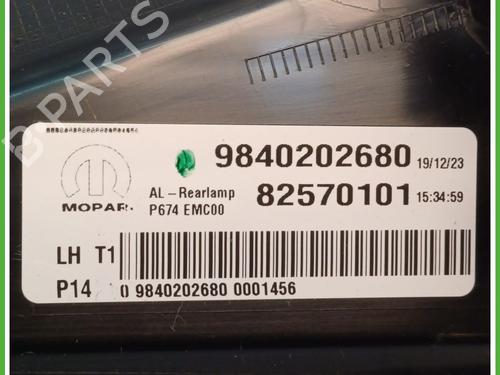 B PARTS
9840202680 19/12/23
MOPAR
AL-Rearlamp 82570101 15:34:59
P674 EMC00
LH T1
P14 0 9840202680 0001456